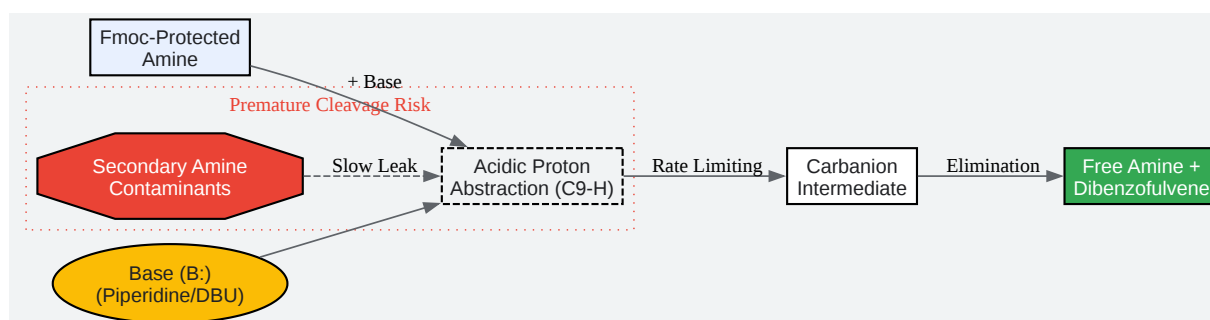 Fmoc-Protected
Amine
+ Base
Premature Cleavage Risk
Secondary Amine
Contaminants
Slow Leak
Acidic Proton
Abstraction (C9-H)
Rate Limiting
Carbanion
Intermediate
Elimination
Free Amine +
Dibenzofulvene
Base (B:)
(Piperidine/DBU)